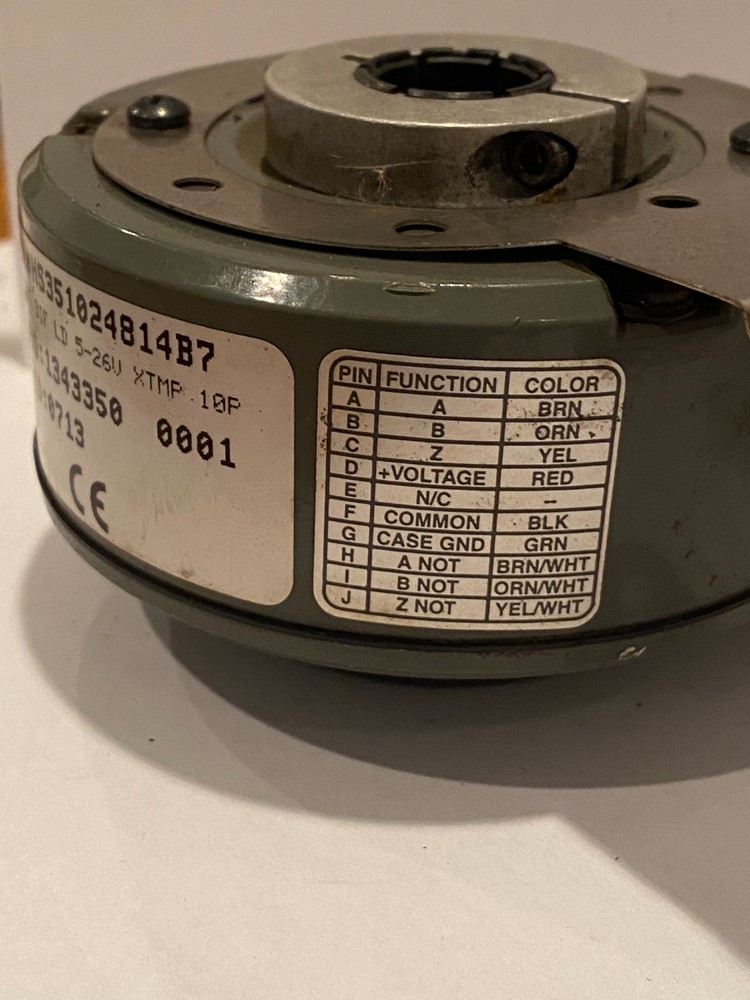 HS351024814B7
LD 5-26V XTMP 10P
1343350 0001
0713
CE
PIN FUNCTION COLOR
A A BRN
B B ORN
C Z YEL
D +VOLTAGE RED
E N/C --
F COMMON BLK
G CASE GND GRN
H A NOT BRN/WHT
I B NOT ORN/WHT
J Z NOT YEL/WHT